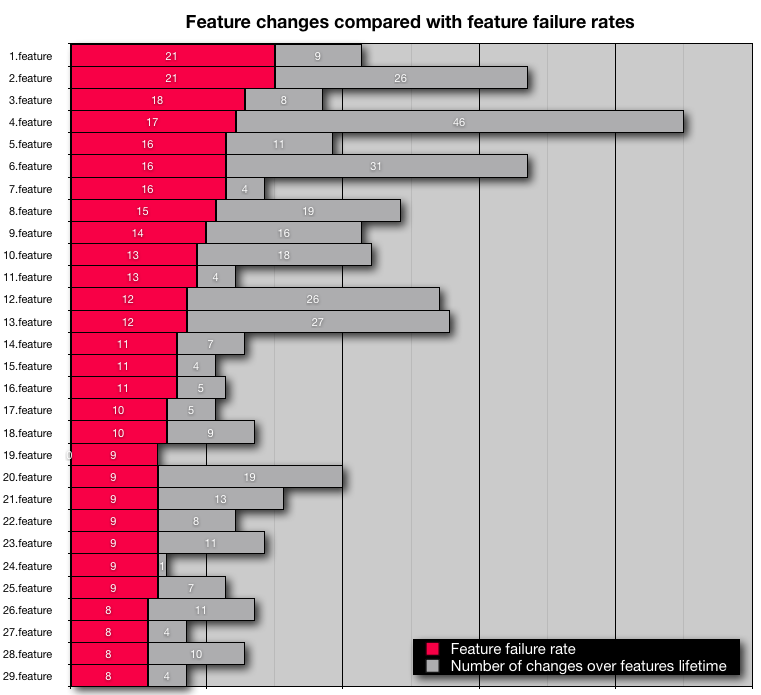 Feature changes compared with feature failure rates
1.feature 21 9
2.feature 21 26
3.feature 18 8
4.feature 17 46
5.feature 16 11
6.feature 16 31
7.feature 16 4
8.feature 15 19
9.feature 14 16
10.feature 13 18
11.feature 13 4
12.feature 12 26
13.feature 12 27
14.feature 11 7
15.feature 11 4
16.feature 11 5
17.feature 10 5
18.feature 10 9
19.feature 0 9
20.feature 9 19
21.feature 9 13
22.feature 9 8
23.feature 9 11
24.feature 9 1
25.feature 9 7
26.feature 8 11
27.feature 8 4
28.feature 8 10
29.feature 8 4
Feature failure rate
Number of changes over features lifetime